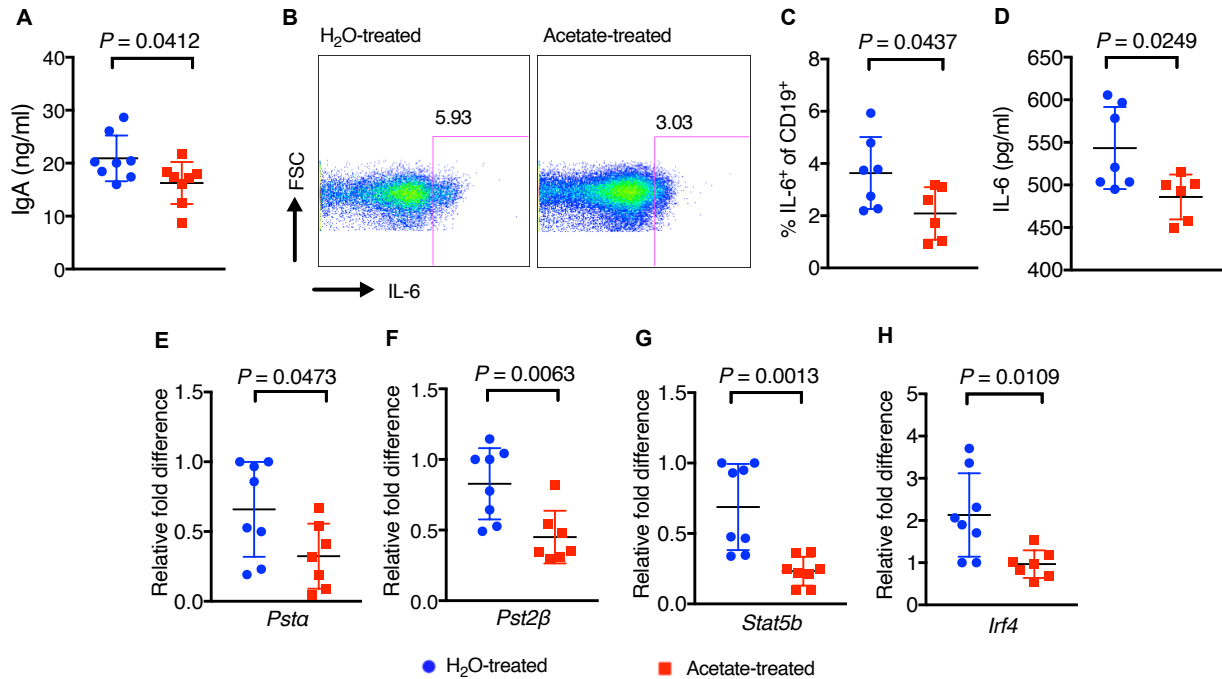 A
P = 0.0412
IgA (ng/ml)
40
30
20
10
0
B
H₂O-treated
Acetate-treated
5.93
3.03
FSC
IL-6
C
P = 0.0437
% IL-6⁺ of CD19⁺
8
6
4
2
0
D
P = 0.0249
IL-6 (pg/ml)
650
600
550
500
450
400
E
P = 0.0473
Relative fold difference
1.5
1.0
0.5
0.0
Pstα
F
P = 0.0063
Relative fold difference
1.5
1.0
0.5
0.0
Pst2β
G
P = 0.0013
Relative fold difference
1.5
1.0
0.5
0.0
Stat5b
H
P = 0.0109
Relative fold difference
5
4
3
2
1
0
Irf4
H₂O-treated
Acetate-treated